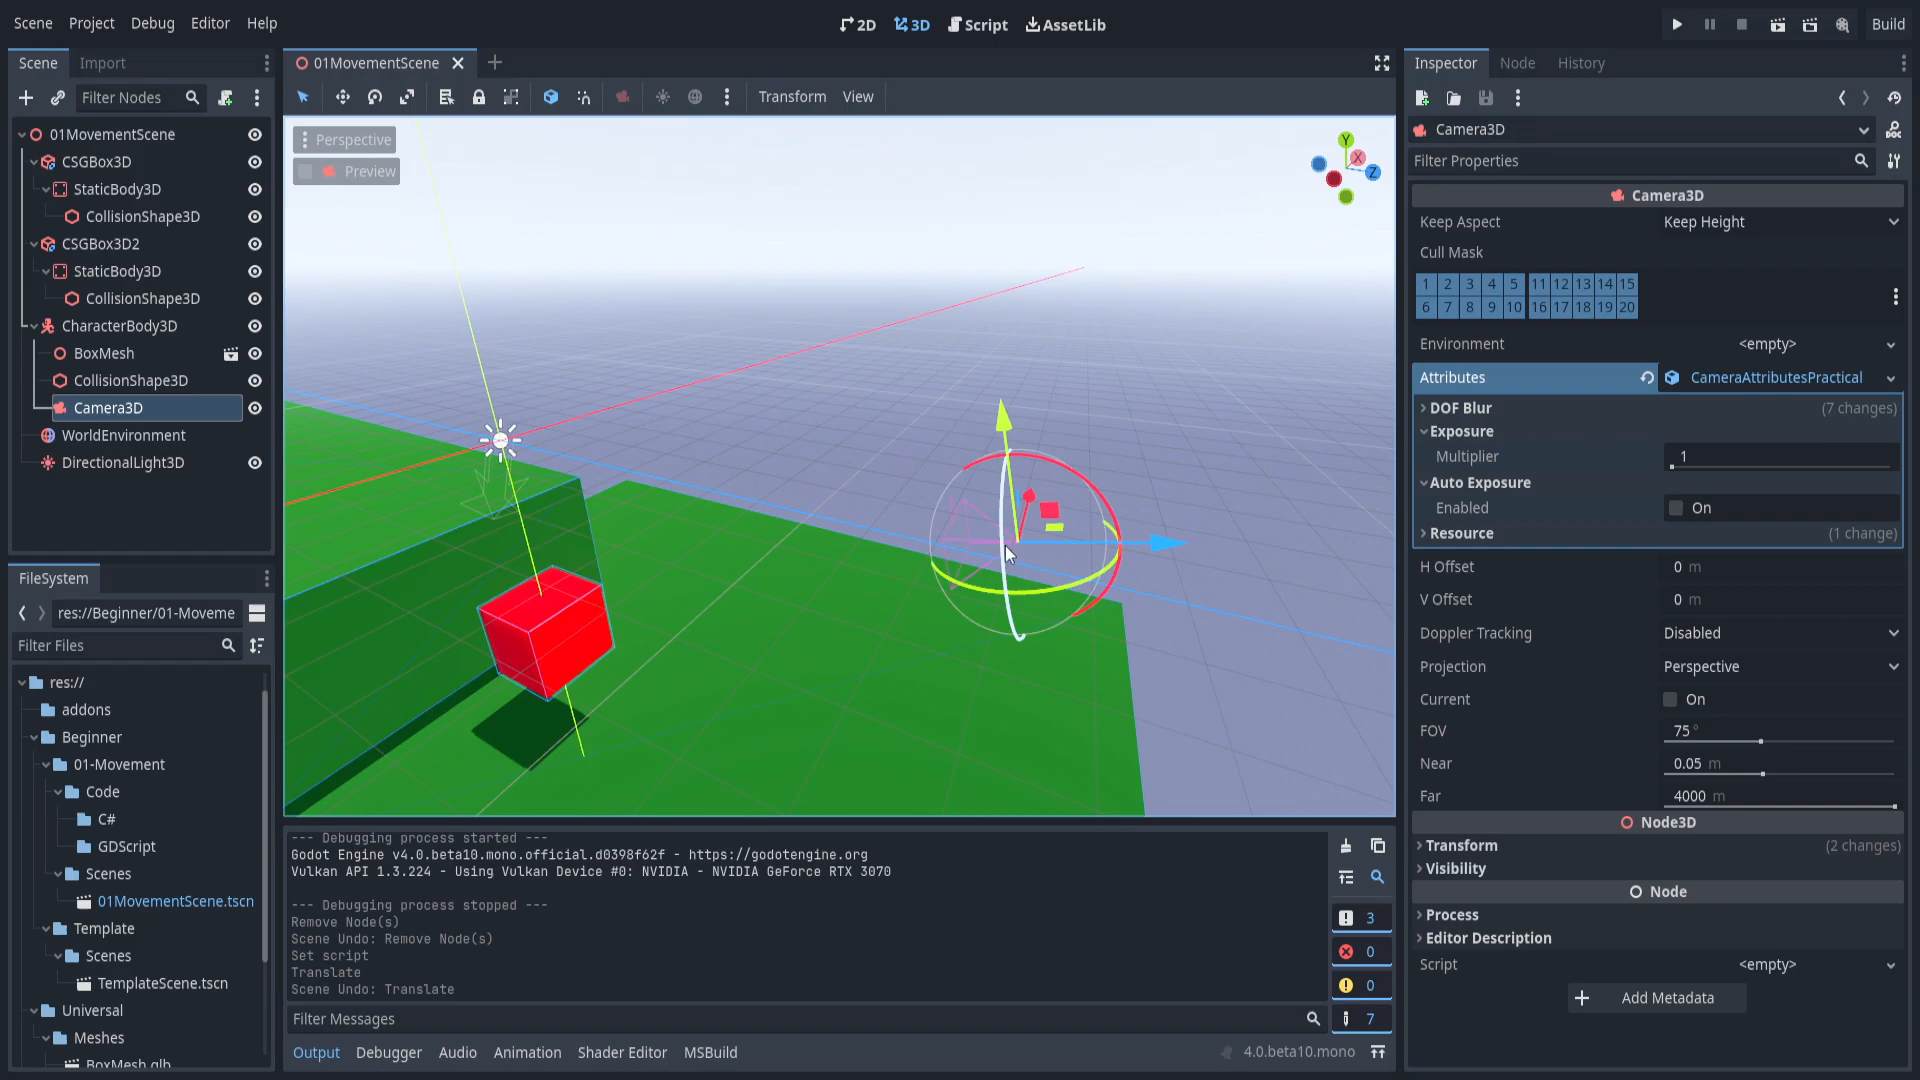 Scene Project Debug Editor Help
2D 3D Script AssetLib
Build
Scene Import
Filter Nodes
01MovementScene
CSGBox3D
StaticBody3D
CollisionShape3D
CSGBox3D2
StaticBody3D
CollisionShape3D
CharacterBody3D
BoxMesh
CollisionShape3D
Camera3D
WorldEnvironment
DirectionalLight3D
FileSystem
res://Beginner/01-Moveme
Filter Files
res://
addons
Beginner
01-Movement
Code
C#
GDScript
Scenes
01MovementScene.tscn
Template
Scenes
TemplateScene.tscn
Universal
Meshes
BoxMesh.glb
01MovementScene
Transform View
Perspective
Preview
Y
X
Z
--- Debugging process started ---
Godot Engine v4.0.beta10.mono.official.d0398f62f - https://godotengine.org
Vulkan API 1.3.224 - Using Vulkan Device #0: NVIDIA - NVIDIA GeForce RTX 3070
--- Debugging process stopped ---
Remove Node(s)
Scene Undo: Remove Node(s)
Set script
Translate
Scene Undo: Translate
3
0
0
7
Filter Messages
Output Debugger Audio Animation Shader Editor MSBuild
4.0.beta10.mono
Inspector Node History
Camera3D
Filter Properties
Camera3D
Keep Aspect Keep Height
Cull Mask
1 2 3 4 5 11 12 13 14 15
6 7 8 9 10 16 17 18 19 20
Environment <empty>
Attributes CameraAttributesPractical
DOF Blur (7 changes)
Exposure
Multiplier 1
Auto Exposure
Enabled On
Resource (1 change)
H Offset 0 m
V Offset 0 m
Doppler Tracking Disabled
Projection Perspective
Current On
FOV 75 °
Near 0.05 m
Far 4000 m
Node3D
Transform (2 changes)
Visibility
Node
Process
Editor Description
Script <empty>
Add Metadata